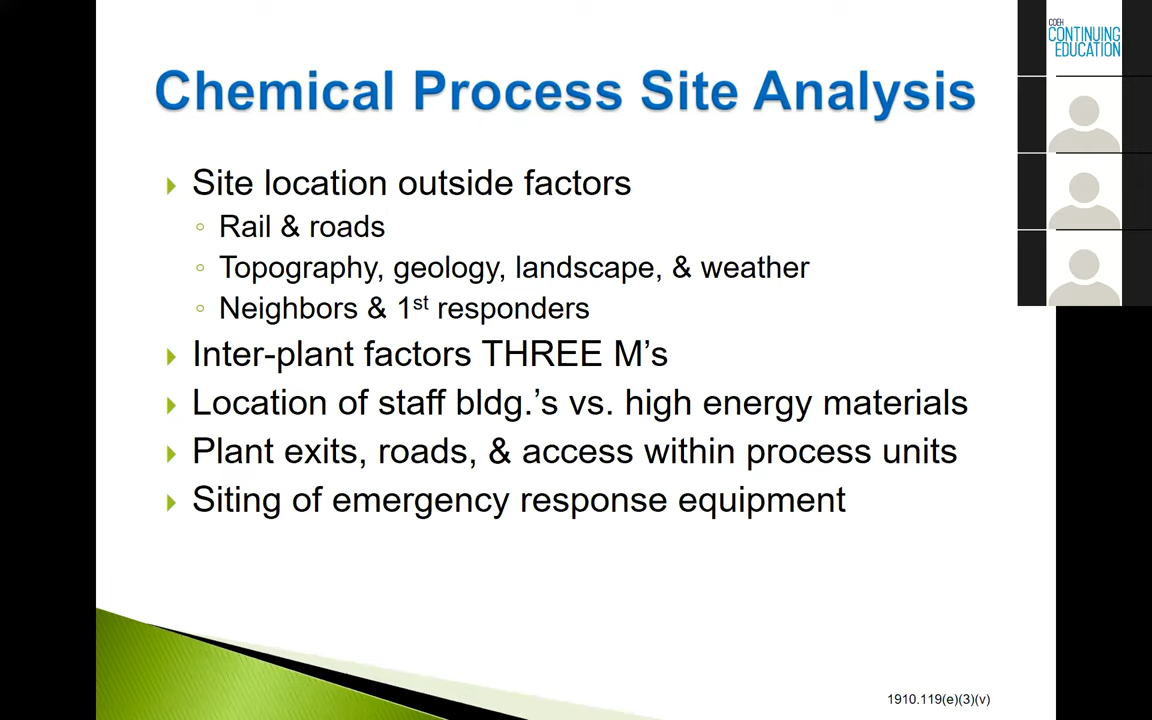 COEH
CONTINUING
EDUCATION
Chemical Process Site Analysis
Site location outside factors
Rail & roads
Topography, geology, landscape, & weather
Neighbors & 1st responders
Inter-plant factors THREE M’s
Location of staff bldg.’s vs. high energy materials
Plant exits, roads, & access within process units
Siting of emergency response equipment
1910.119(e)(3)(v)